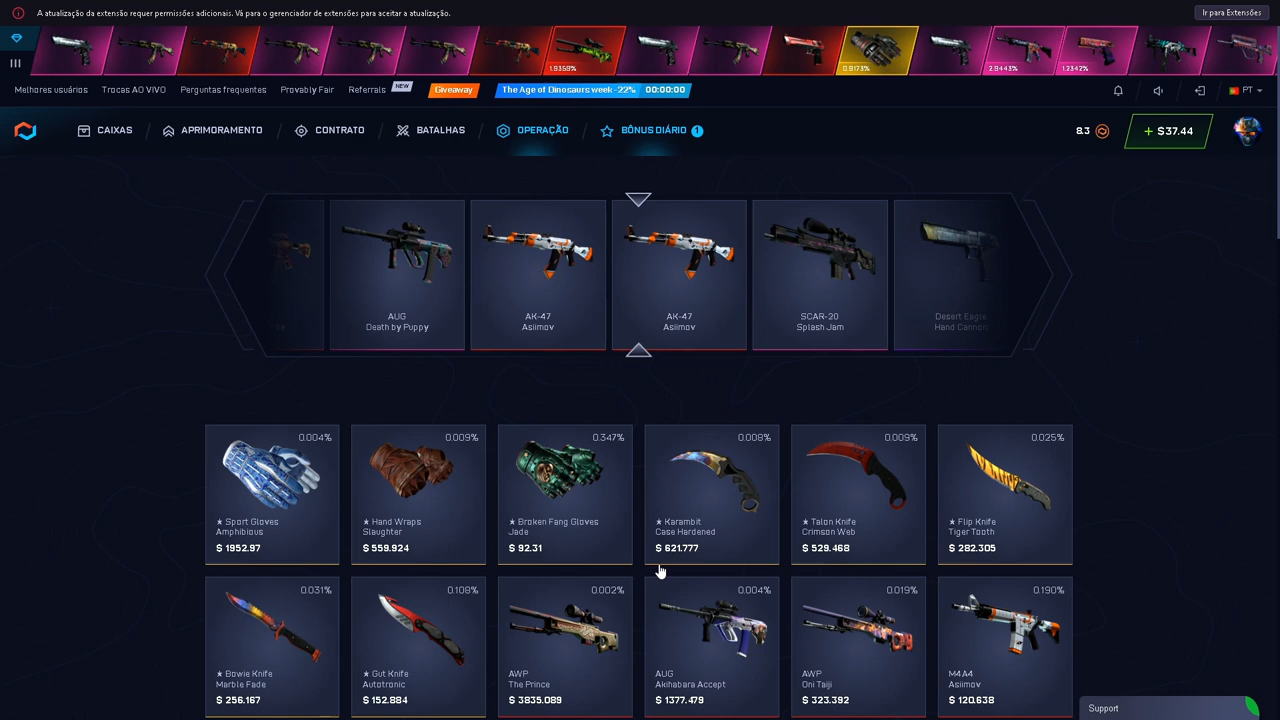 A atualização da extensão requer permissões adicionais. Vá para o gerenciador de extensões para aceitar a atualização.
Ir para Extensões
1.9359%
0.9173%
2.9443%
1.2342%
Melhores usuários
Trocas AO VIVO
Perguntas frequentes
Provably Fair
Referrals
NEW
Giveaway
The Age of Dinosaurs week -22% 00:00:00
PT
CAIXAS
APRIMORAMENTO
CONTRATO
BATALHAS
OPERAÇÃO
BÔNUS DIÁRIO 1
8.3
+ $37.44
AUG
Death by Puppy
AK-47
Asiimov
AK-47
Asiimov
SCAR-20
Splash Jam
Desert Eagle
Hand Cannon
0.004%
★ Sport Gloves
Amphibious
$ 1952.97
0.009%
★ Hand Wraps
Slaughter
$ 559.924
0.347%
★ Broken Fang Gloves
Jade
$ 92.31
0.008%
★ Karambit
Case Hardened
$ 621.777
0.009%
★ Talon Knife
Crimson Web
$ 529.468
0.025%
★ Flip Knife
Tiger Tooth
$ 282.305
0.031%
★ Bowie Knife
Marble Fade
$ 256.167
0.108%
★ Gut Knife
Autotronic
$ 152.884
0.002%
AWP
The Prince
$ 3835.089
0.004%
AUG
Akihabara Accept
$ 1377.479
0.019%
AWP
Oni Taiji
$ 323.392
0.190%
M4A4
Asiimov
$ 120.638
Support